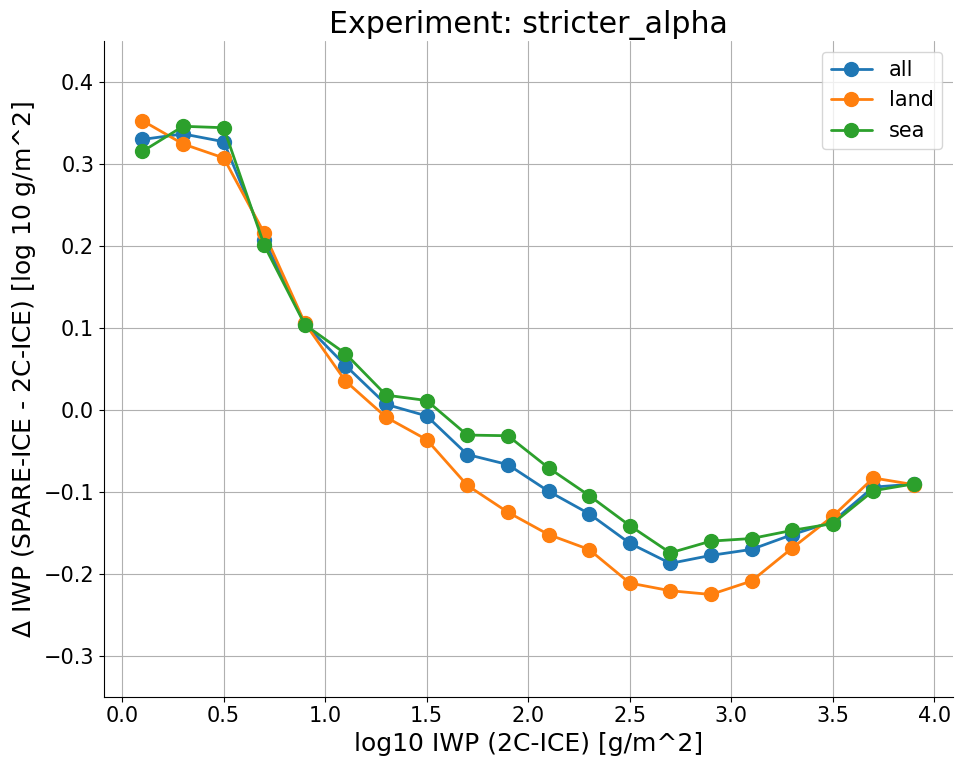 Experiment: stricter_alpha
all
land
sea
Δ IWP (SPARE-ICE - 2C-ICE) [log 10 g/m^2]
0.4
0.3
0.2
0.1
0.0
−0.1
−0.2
−0.3
0.0 0.5 1.0 1.5 2.0 2.5 3.0 3.5 4.0
log10 IWP (2C-ICE) [g/m^2]